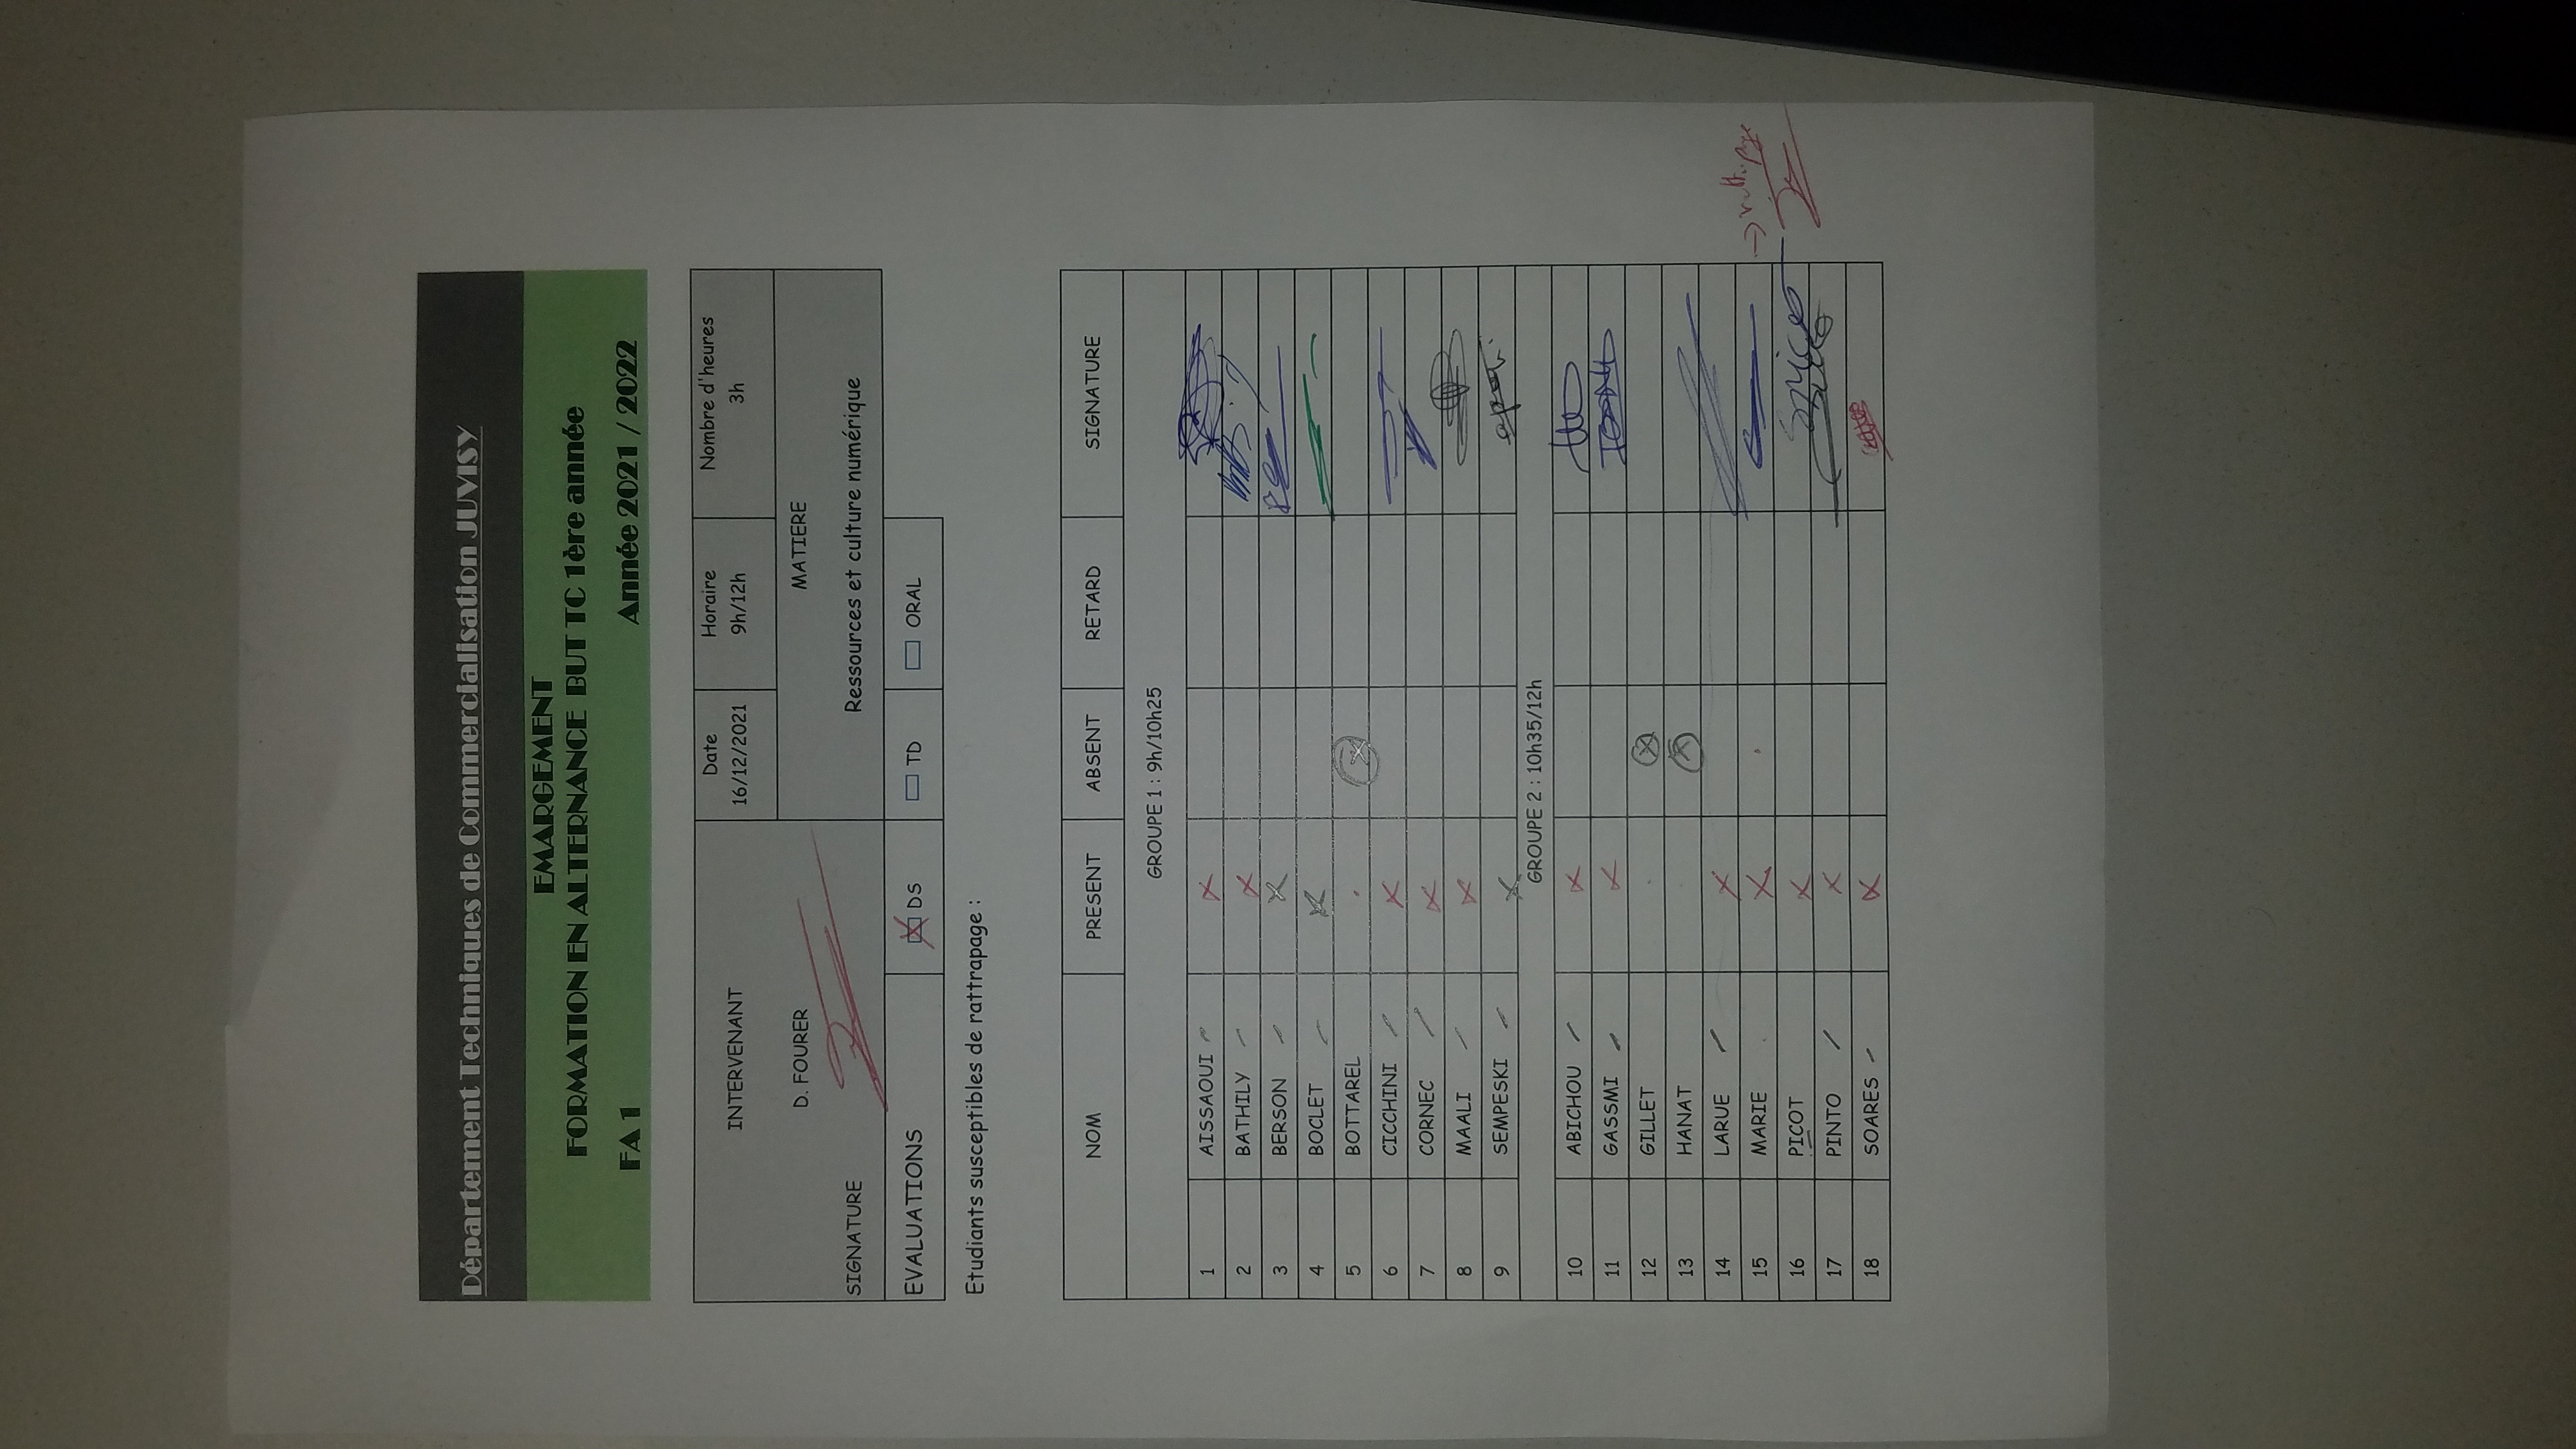 Département Techniques de Commercialisation JUVISY
EMARGEMENT
FORMATION EN ALTERNANCE BUT TC 1ère année
FA 1 Année 2021 / 2022
INTERVENANT
D. FOURER
SIGNATURE
Date
16/12/2021
Horaire
9h/12h
Nombre d'heures
3h
MATIERE
Ressources et culture numérique
EVALUATIONS DS TD ORAL
Etudiants susceptibles de rattrapage :
NOM PRESENT ABSENT RETARD SIGNATURE
GROUPE 1 : 9h/10h25
1 AISSAOUI X
2 BATHILY X
3 BERSON X
4 BOCLET X
5 BOTTAREL X
6 CICCHINI X
7 CORNEC X
8 MAALI X
9 SEMPESKI X
GROUPE 2 : 10h35/12h
10 ABICHOU X
11 GASSMI X
12 GILLET X
13 HANAT X
14 LARUE X
15 MARIE X → rattrapage
16 PICOT X
17 PINTO X
18 SOARES X